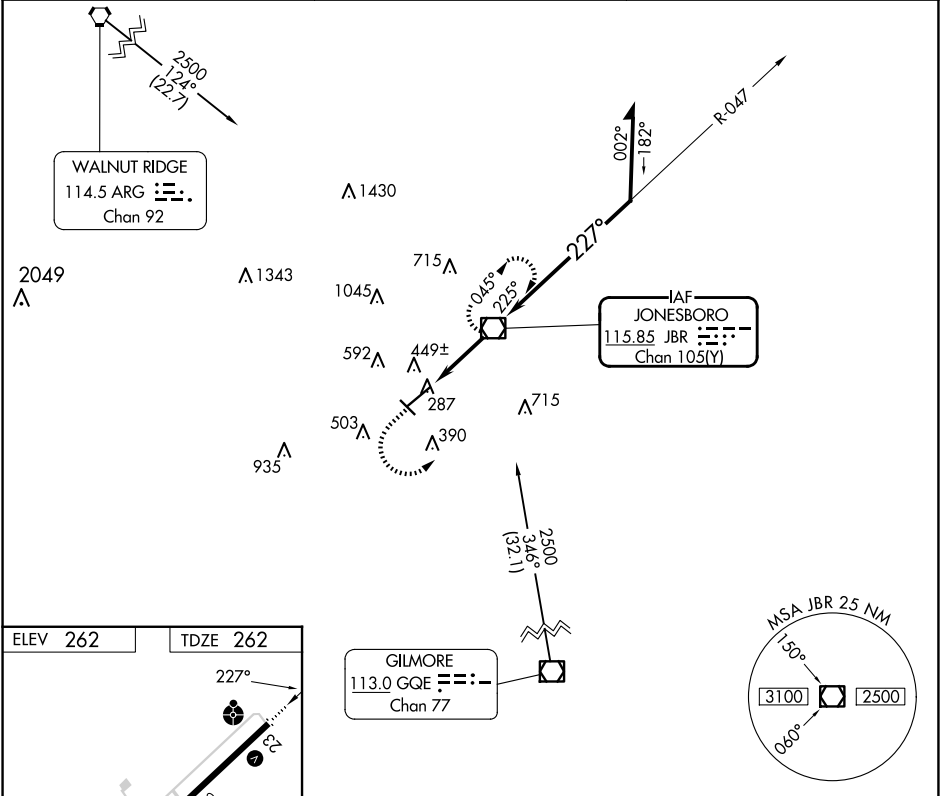 2500
124°
(22.7)
R-047
002°
182°
WALNUT RIDGE
114.5 ARG
Chan 92
1430
227°
2049
1343
715
045°
225°
1045
IAF
JONESBORO
115.85 JBR
Chan 105(Y)
592
449±
287
715
503
390
935
2500
346°
(32.1)
MSA JBR 25 NM
150°
3100
2500
060°
ELEV 262
TDZE 262
227°
23
V
GILMORE
113.0 GQE
Chan 77